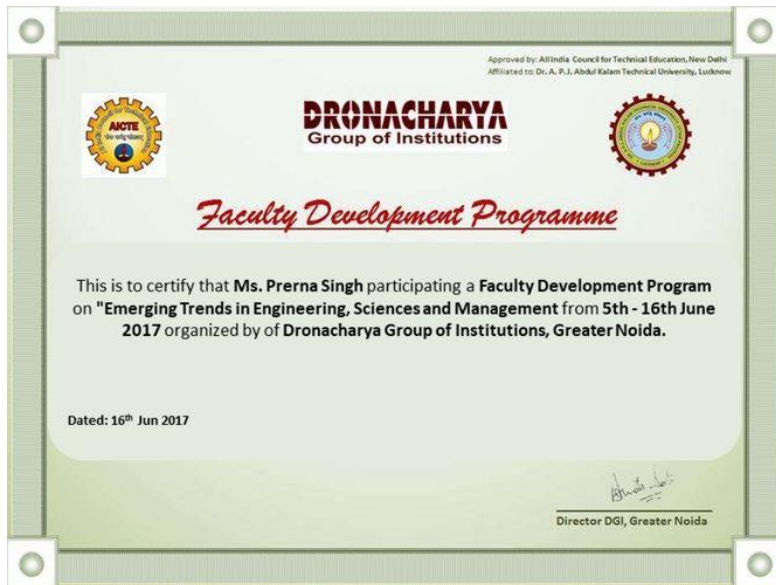 Approved by: All India Council for Technical Education, New Delhi
Affiliated to: Dr. A. P. J. Abdul Kalam Technical University, Lucknow
AICTE
DRONACHARYA
Group of Institutions
Faculty Development Programme
This is to certify that Ms. Prerna Singh participating a Faculty Development Program
on "Emerging Trends in Engineering, Sciences and Management from 5th - 16th June
2017 organized by of Dronacharya Group of Institutions, Greater Noida.
Dated: 16th Jun 2017
Director DGI, Greater Noida